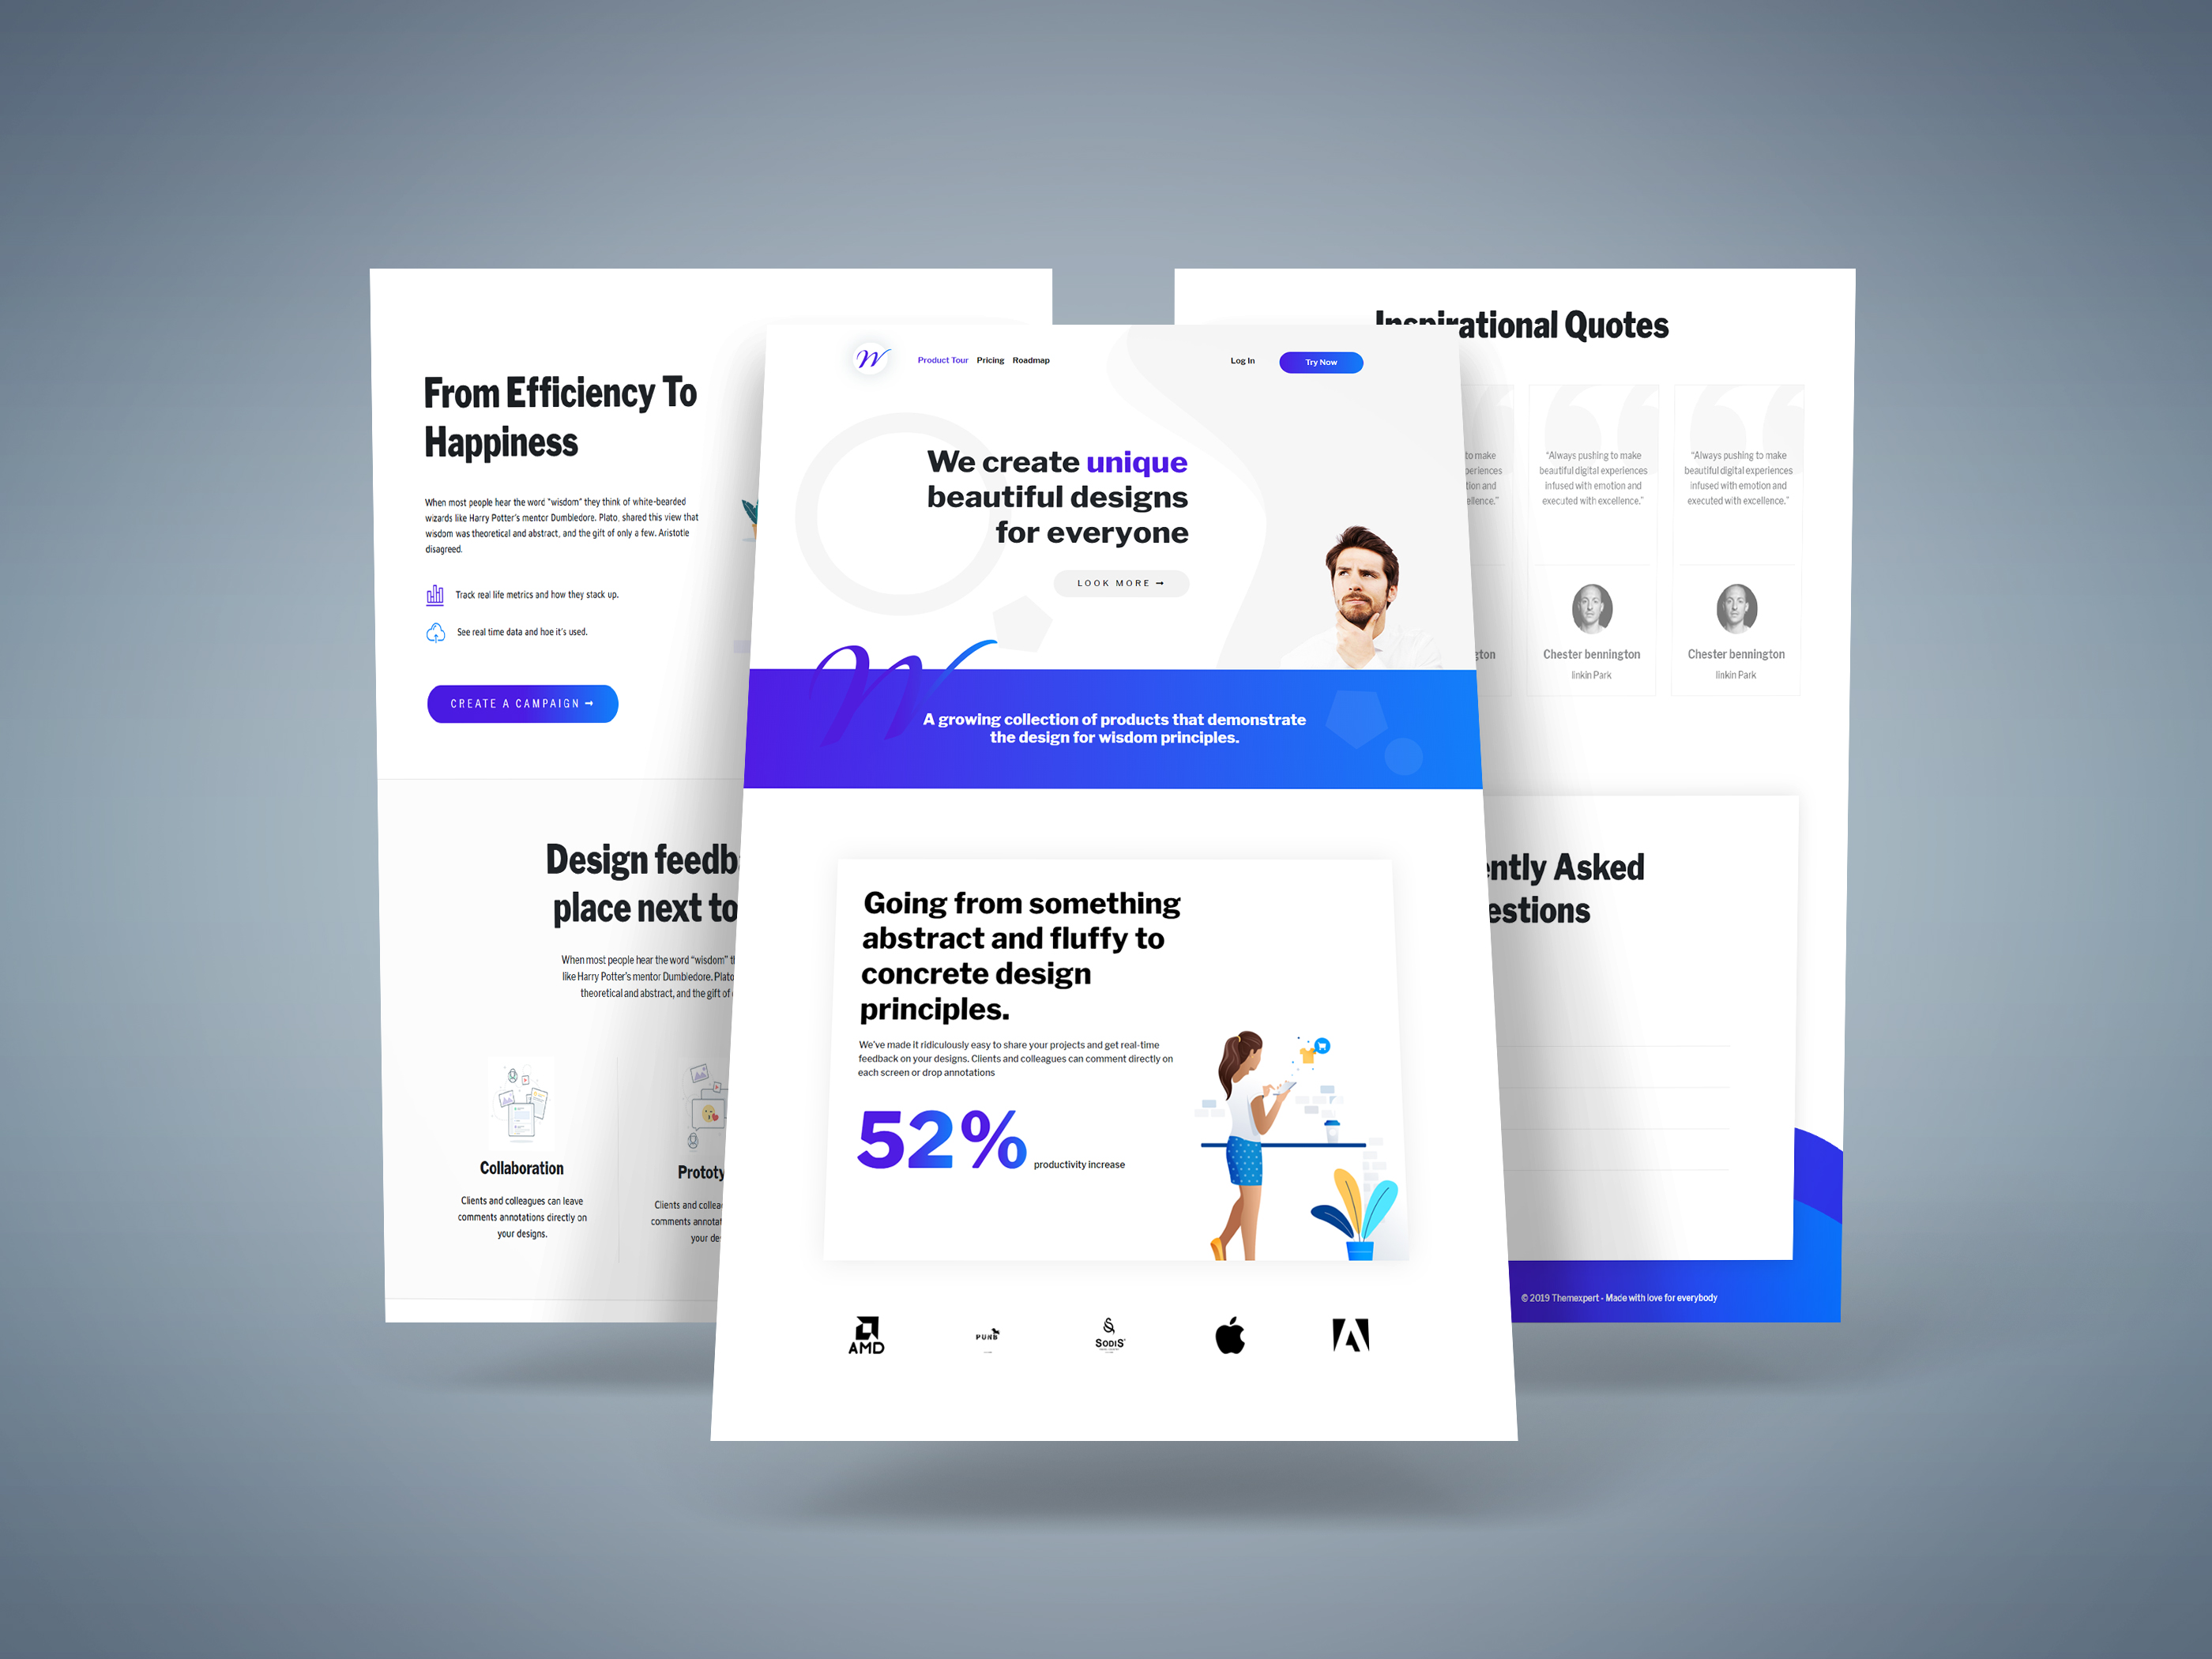 From Efficiency To
Happiness
When most people hear the word "wisdom" they think of white-bearded
wizards like Harry Potter's mentor Dumbledore. Plato, shared this view that
wisdom was theoretical and abstract, and the gift of only a few. Aristotle
disagreed.
Track real life metrics and how they stack up.
See real time data and hoe it's used.
CREATE A CAMPAIGN
Design feedb
place next to
When most people hear the word "wisdom" th
like Harry Potter's mentor Dumbledore. Plato
theoretical and abstract, and the gift of
Collaboration
Clients and colleagues can leave
comments annotations directly on
your designs.
Prototy
Clients and collea
comments annotat
your de
W
Product Tour Pricing Roadmap
Log In
Try Now
We create unique
beautiful designs
for everyone
LOOK MORE
W
A growing collection of products that demonstrate
the design for wisdom principles.
Going from something
abstract and fluffy to
concrete design
principles.
We've made it ridiculously easy to share your projects and get real-time
feedback on your designs. Clients and colleagues can comment directly on
each screen or drop annotations
52% productivity increase
AMD
SODIS
Inspirational Quotes
to make
periences
tion and
ellence."
gton
"Always pushing to make
beautiful digital experiences
infused with emotion and
executed with excellence."
Chester bennington
linkin Park
"Always pushing to make
beautiful digital experiences
infused with emotion and
executed with excellence."
Chester bennington
linkin Park
ently Asked
estions
© 2019 Themexpert - Made with love for everybody